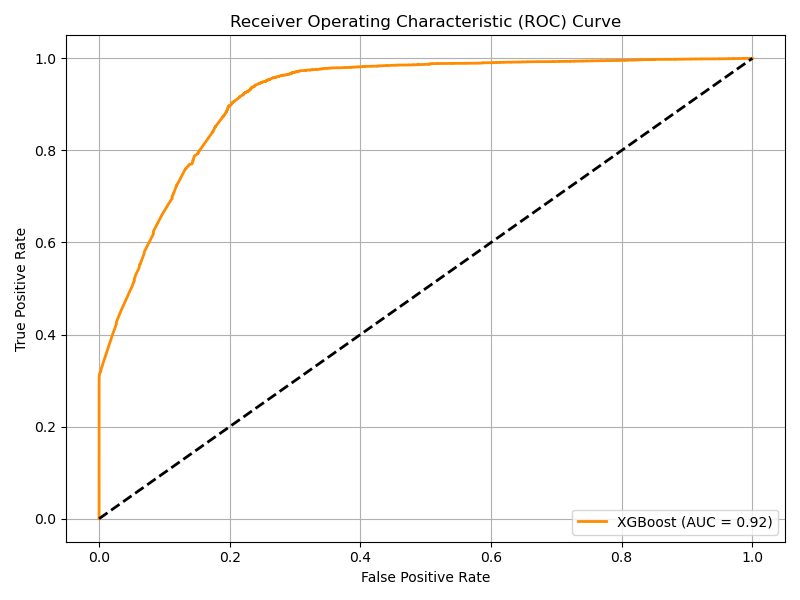 Receiver Operating Characteristic (ROC) Curve
True Positive Rate
1.0
0.8
0.6
0.4
0.2
0.0
XGBoost (AUC = 0.92)
0.0 0.2 0.4 0.6 0.8 1.0
False Positive Rate